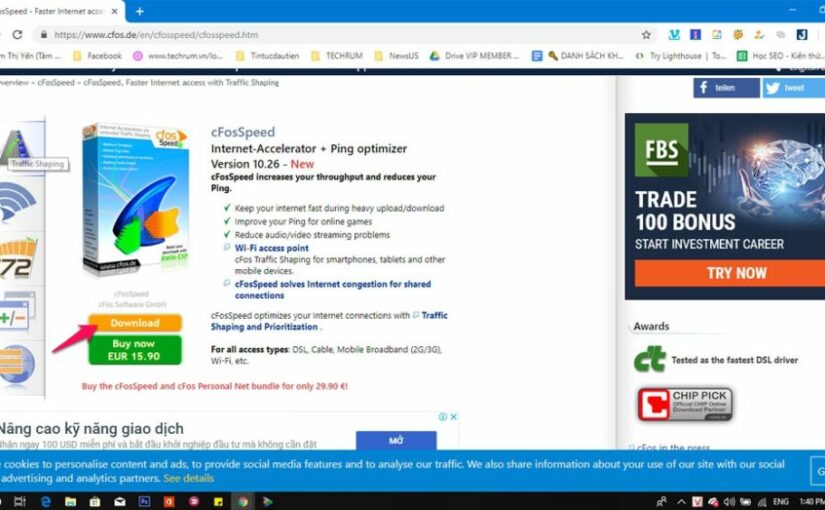 FosSpeed - Faster Internet acces
https://www.cfos.de/en/cfosspeed/cfosspeed.htm
m Thị Yến (Tâm ...
Facebook
www.techrum.vn/lo...
Tintucdautien
TECHRUM
NewsUS
Drive VIP MEMBER ...
DANH SÁCH KH...
Try Lighthouse | To...
Học SEO - Kiến thứ...
verview » cFosSpeed » cFosSpeed, Faster Internet access with Traffic Shaping
teilen
tweet
Traffic Shaping
cfos
Speed
www.cfos.de
cFosSpeed
cFos Software GmbH
Download
Buy now
EUR 15.90
cFosSpeed
Internet-Accelerator + Ping optimizer
Version 10.26 - New
cFosSpeed increases your throughput and reduces your
Ping.
Keep your internet fast during heavy upload/download
Improve your Ping for online games
Reduce audio/video streaming problems
Wi-Fi access point
cFos Traffic Shaping for smartphones, tablets and other
mobile devices.
cFosSpeed solves Internet congestion for shared
connections
cFosSpeed optimizes your Internet connections with Traffic
Shaping and Prioritization .
For all access types: DSL, Cable, Mobile Broadband (2G/3G),
Wi-Fi, etc.
Buy the cFosSpeed and cFos Personal Net bundle for only 29.90 €!
72
+/-
FBS
TRADE
100 BONUS
START INVESTMENT CAREER
TRY NOW
Awards
c't
Tested as the fastest DSL driver
CHIP PICK
Official CHIP Online
Download Partner
cFos in the press
Nâng cao kỹ năng giao dịch
Nhận ngay 100 USD miễn phí và bắt đầu khởi nghiệp đầu tư mà không cần đặt
MỞ
e cookies to personalise content and ads, to provide social media features and to analyse our traffic. We also share information about your use of our site with our social
advertising and analytics partners. See details
G
ENG
1:40 PM